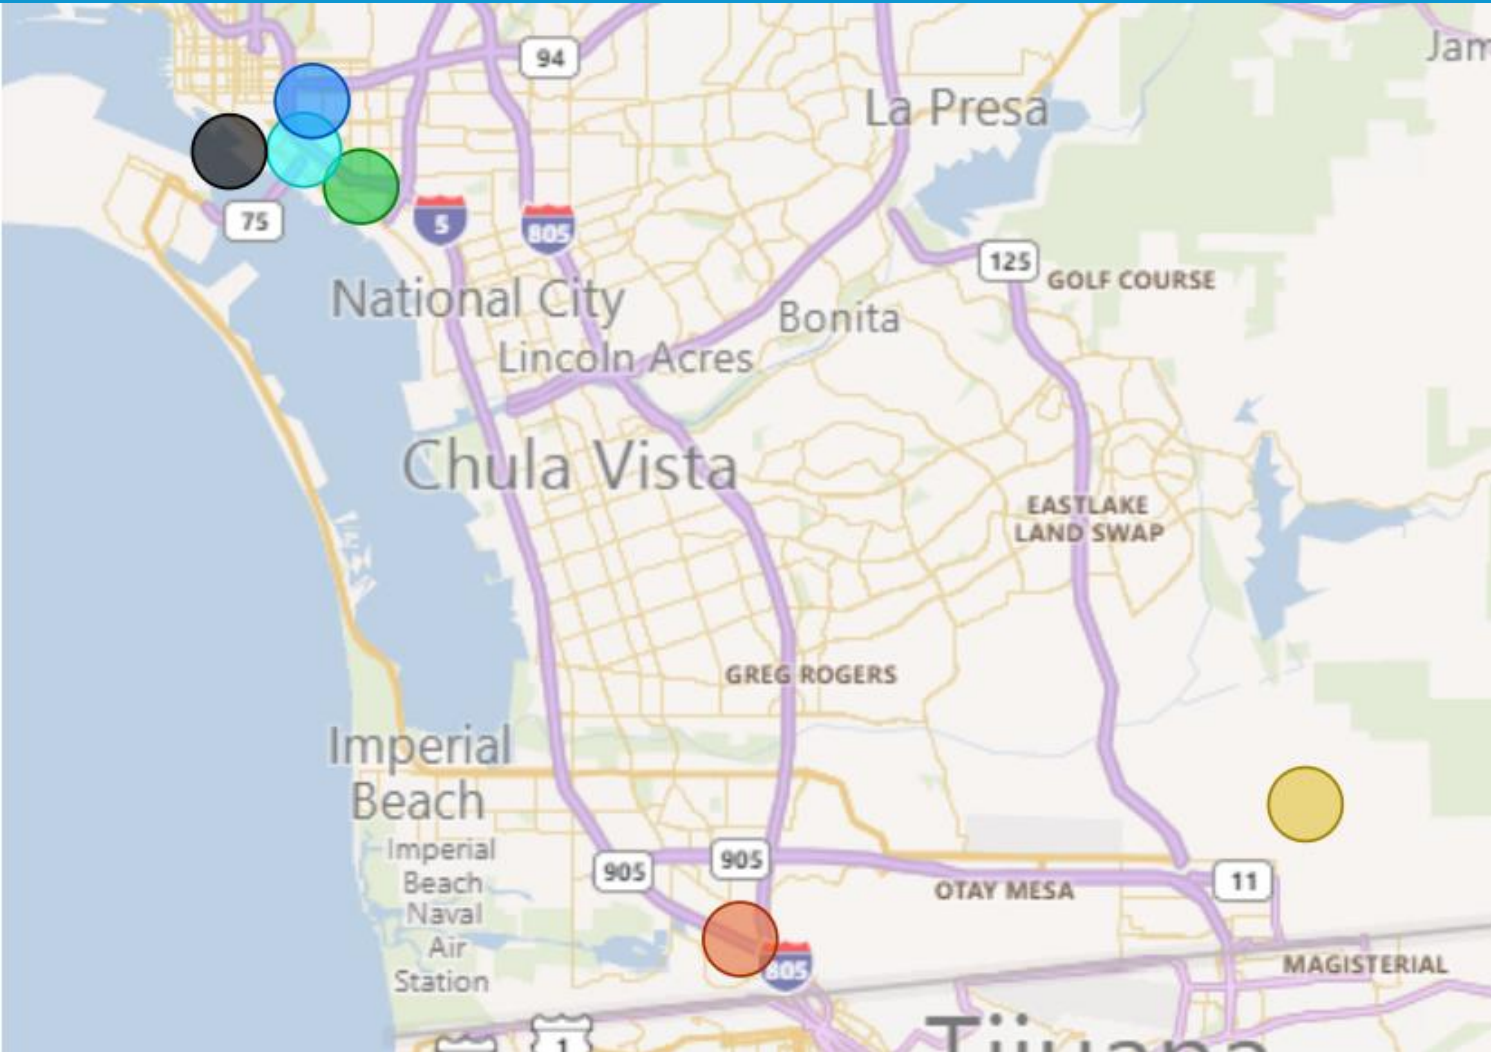 94
Jam
La Presa
75
5
805
125
GOLF COURSE
National City
Bonita
Lincoln Acres
Chula Vista
EASTLAKE
LAND SWAP
GREG ROGERS
Imperial
Beach
Imperial
Beach
Naval
Air
Station
905
905
11
OTAY MESA
805
MAGISTERIAL
1
Tijuana